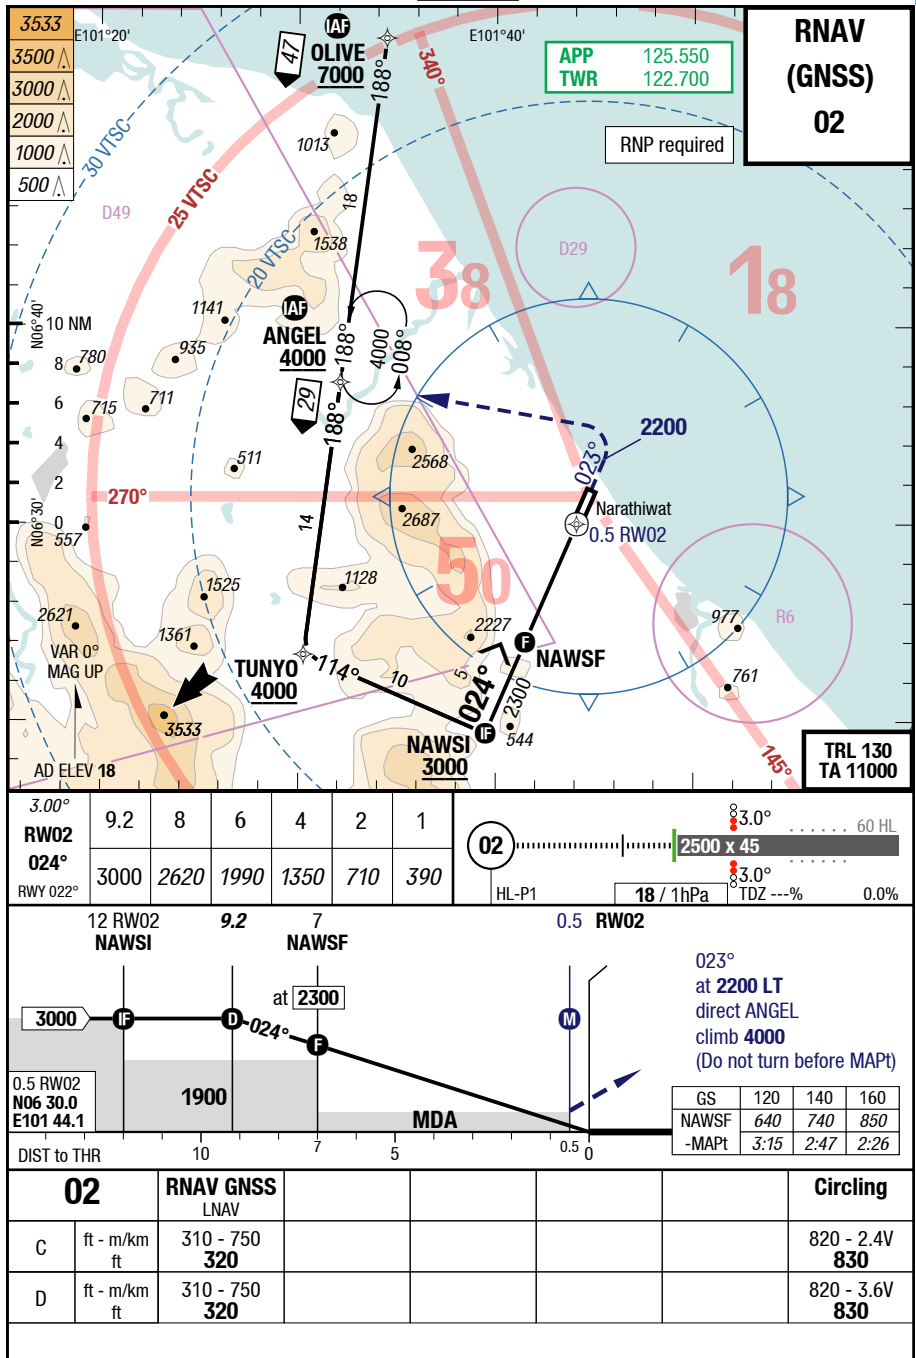 3533
3500
3000
2000
1000
500
E101°20'
E101°40'
IAF
OLIVE
7000
47
188°
340°
APP 125.550
TWR 122.700
RNAV
(GNSS)
02
RNP required
30 VTSC
25 VTSC
20 VTSC
D49
1013
18
1538
D29
38
18
1141
IAF
ANGEL
4000
188°
4000
008°
N06°40'
10 NM
8
6
4
2
0
N06°30'
935
780
711
715
29
188°
511
2568
2200
023°
270°
2687
14
Narathiwat
0.5 RW02
557
50
1525
1128
2621
1361
2227
977
R6
VAR 0°
MAG UP
F
NAWSF
TUNYO
4000
114°
10
5
024°
2300
761
3533
NAWSI
3000
IF
544
145°
AD ELEV 18
TRL 130
TA 11000
3.00°
RW02
024°
RWY 022°
9.2 8 6 4 2 1
3000 2620 1990 1350 710 390
02
3.0°
60 HL
2500 x 45
3.0°
HL-P1
18 / 1hPa
TDZ ---%
0.0%
12 RW02 9.2 7 0.5 RW02
NAWSI NAWSF
at 2300
3000
IF
D
024°
F
M
023°
at 2200 LT
direct ANGEL
climb 4000
(Do not turn before MAPt)
0.5 RW02
N06 30.0
E101 44.1
1900
MDA
GS 120 140 160
NAWSF 640 740 850
-MAPt 3:15 2:47 2:26
DIST to THR 10 7 5 0.5 0
02 RNAV GNSS Circling
LNAV
C ft - m/km 310 - 750 820 - 2.4V
ft 320 830
D ft - m/km 310 - 750 820 - 3.6V
ft 320 830